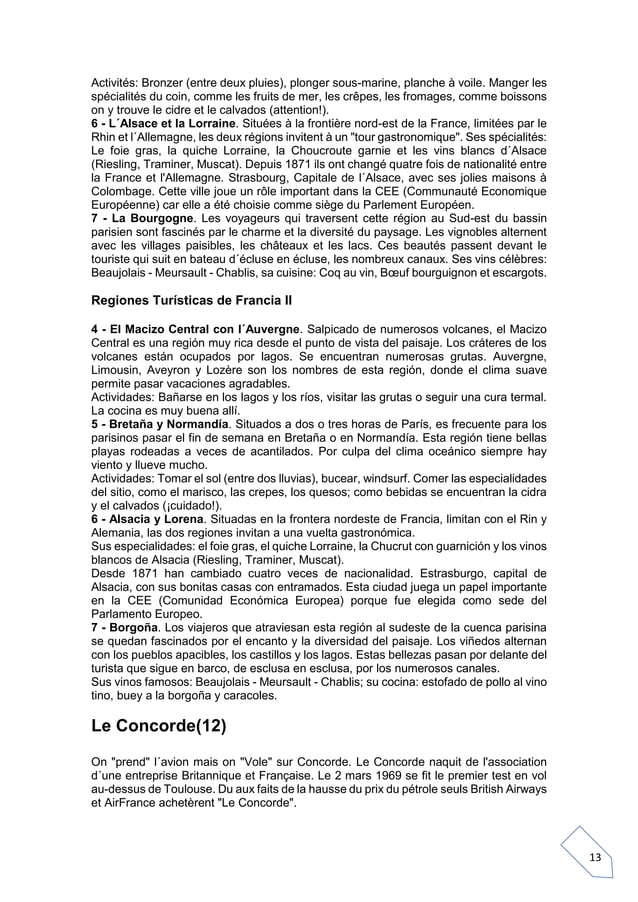 Activités: Bronzer (entre deux pluies), plonger sous-marine, planche à voile. Manger les
spécialités du coin, comme les fruits de mer, les crêpes, les fromages, comme boissons
on y trouve le cidre et le calvados (attention!).
6 - L´Alsace et la Lorraine. Situées à la frontière nord-est de la France, limitées par le
Rhin et l´Allemagne, les deux régions invitent à un "tour gastronomique". Ses spécialités:
Le foie gras, la quiche Lorraine, la Choucroute garnie et les vins blancs d´Alsace
(Riesling, Traminer, Muscat). Depuis 1871 ils ont changé quatre fois de nationalité entre
la France et l'Allemagne. Strasbourg, Capitale de l´Alsace, avec ses jolies maisons à
Colombage. Cette ville joue un rôle important dans la CEE (Communauté Economique
Européenne) car elle a été choisie comme siège du Parlement Européen.
7 - La Bourgogne. Les voyageurs qui traversent cette région au Sud-est du bassin
parisien sont fascinés par le charme et la diversité du paysage. Les vignobles alternent
avec les villages paisibles, les châteaux et les lacs. Ces beautés passent devant le
touriste qui suit en bateau d´écluse en écluse, les nombreux canaux. Ses vins célèbres:
Beaujolais - Meursault - Chablis, sa cuisine: Coq au vin, Bœuf bourguignon et escargots.
Regiones Turísticas de Francia II
4 - El Macizo Central con l´Auvergne. Salpicado de numerosos volcanes, el Macizo
Central es una región muy rica desde el punto de vista del paisaje. Los cráteres de los
volcanes están ocupados por lagos. Se encuentran numerosas grutas. Auvergne,
Limousin, Aveyron y Lozère son los nombres de esta región, donde el clima suave
permite pasar vacaciones agradables.
Actividades: Bañarse en los lagos y los ríos, visitar las grutas o seguir una cura termal.
La cocina es muy buena allí.
5 - Bretaña y Normandía. Situados a dos o tres horas de París, es frecuente para los
parisinos pasar el fin de semana en Bretaña o en Normandía. Esta región tiene bellas
playas rodeadas a veces de acantilados. Por culpa del clima oceánico siempre hay
viento y llueve mucho.
Actividades: Tomar el sol (entre dos lluvias), bucear, windsurf. Comer las especialidades
del sitio, como el marisco, las crepes, los quesos; como bebidas se encuentran la cidra
y el calvados (¡cuidado!).
6 - Alsacia y Lorena. Situadas en la frontera nordeste de Francia, limitan con el Rin y
Alemania, las dos regiones invitan a una vuelta gastronómica.
Sus especialidades: el foie gras, el quiche Lorraine, la Chucrut con guarnición y los vinos
blancos de Alsacia (Riesling, Traminer, Muscat).
Desde 1871 han cambiado cuatro veces de nacionalidad. Estrasburgo, capital de
Alsacia, con sus bonitas casas con entramados. Esta ciudad juega un papel importante
en la CEE (Comunidad Económica Europea) porque fue elegida como sede del
Parlamento Europeo.
7 - Borgoña. Los viajeros que atraviesan esta región al sudeste de la cuenca parisina
se quedan fascinados por el encanto y la diversidad del paisaje. Los viñedos alternan
con los pueblos apacibles, los castillos y los lagos. Estas bellezas pasan por delante del
turista que sigue en barco, de esclusa en esclusa, por los numerosos canales.
Sus vinos famosos: Beaujolais - Meursault - Chablis; su cocina: estofado de pollo al vino
tino, buey a la borgoña y caracoles.
Le Concorde(12)
On "prend" l´avion mais on "Vole" sur Concorde. Le Concorde naquit de l'association
d´une entreprise Britannique et Française. Le 2 mars 1969 se fit le premier test en vol
au-dessus de Toulouse. Du aux faits de la hausse du prix du pétrole seuls British Airways
et AirFrance achetèrent "Le Concorde".
13